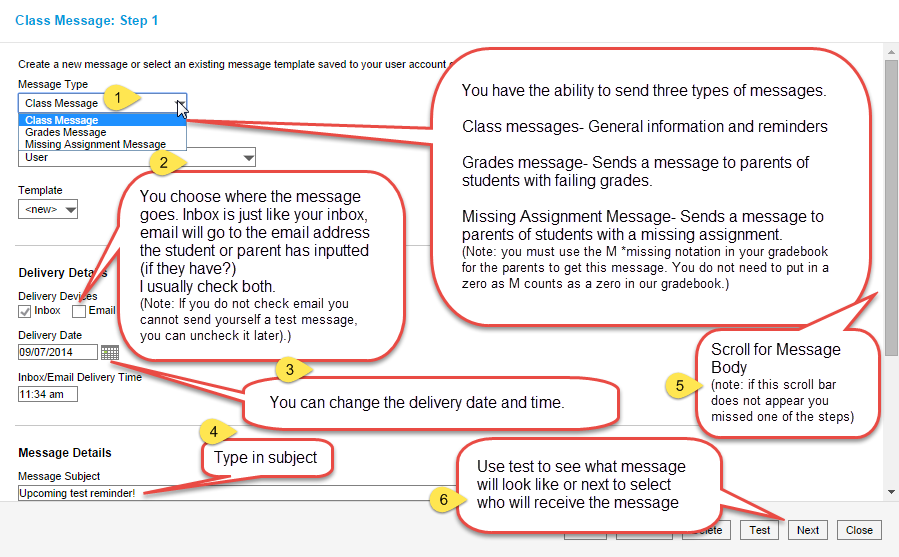 Class Message: Step 1
Create a new message or select an existing message template saved to your user account
Message Type
1
Class Message
Class Message
Grades Message
Missing Assignment Message
2
User
Template
<new>
You have the ability to send three types of messages.
Class messages- General information and reminders
Grades message- Sends a message to parents of
students with failing grades.
Missing Assignment Message- Sends a message to
parents of students with a missing assignment.
(Note: you must use the M *missing notation in your gradebook
for the parents to get this message. You do not need to put in a
zero as M counts as a zero in our gradebook.)
You choose where the message
goes. Inbox is just like your inbox,
email will go to the email address
the student or parent has inputted
(if they have?)
I usually check both.
(Note: If you do not check email you
cannot send yourself a test message,
you can uncheck it later).)
Delivery Details
Delivery Devices
Inbox Email
Delivery Date
09/07/2014
Inbox/Email Delivery Time
11:34 am
3
You can change the delivery date and time.
5
Scroll for Message
Body
(note: if this scroll bar
does not appear you
missed one of the steps)
4
Type in subject
Message Details
Message Subject
Upcoming test reminder!
6
Use test to see what message
will look like or next to select
who will receive the message
Test Next Close